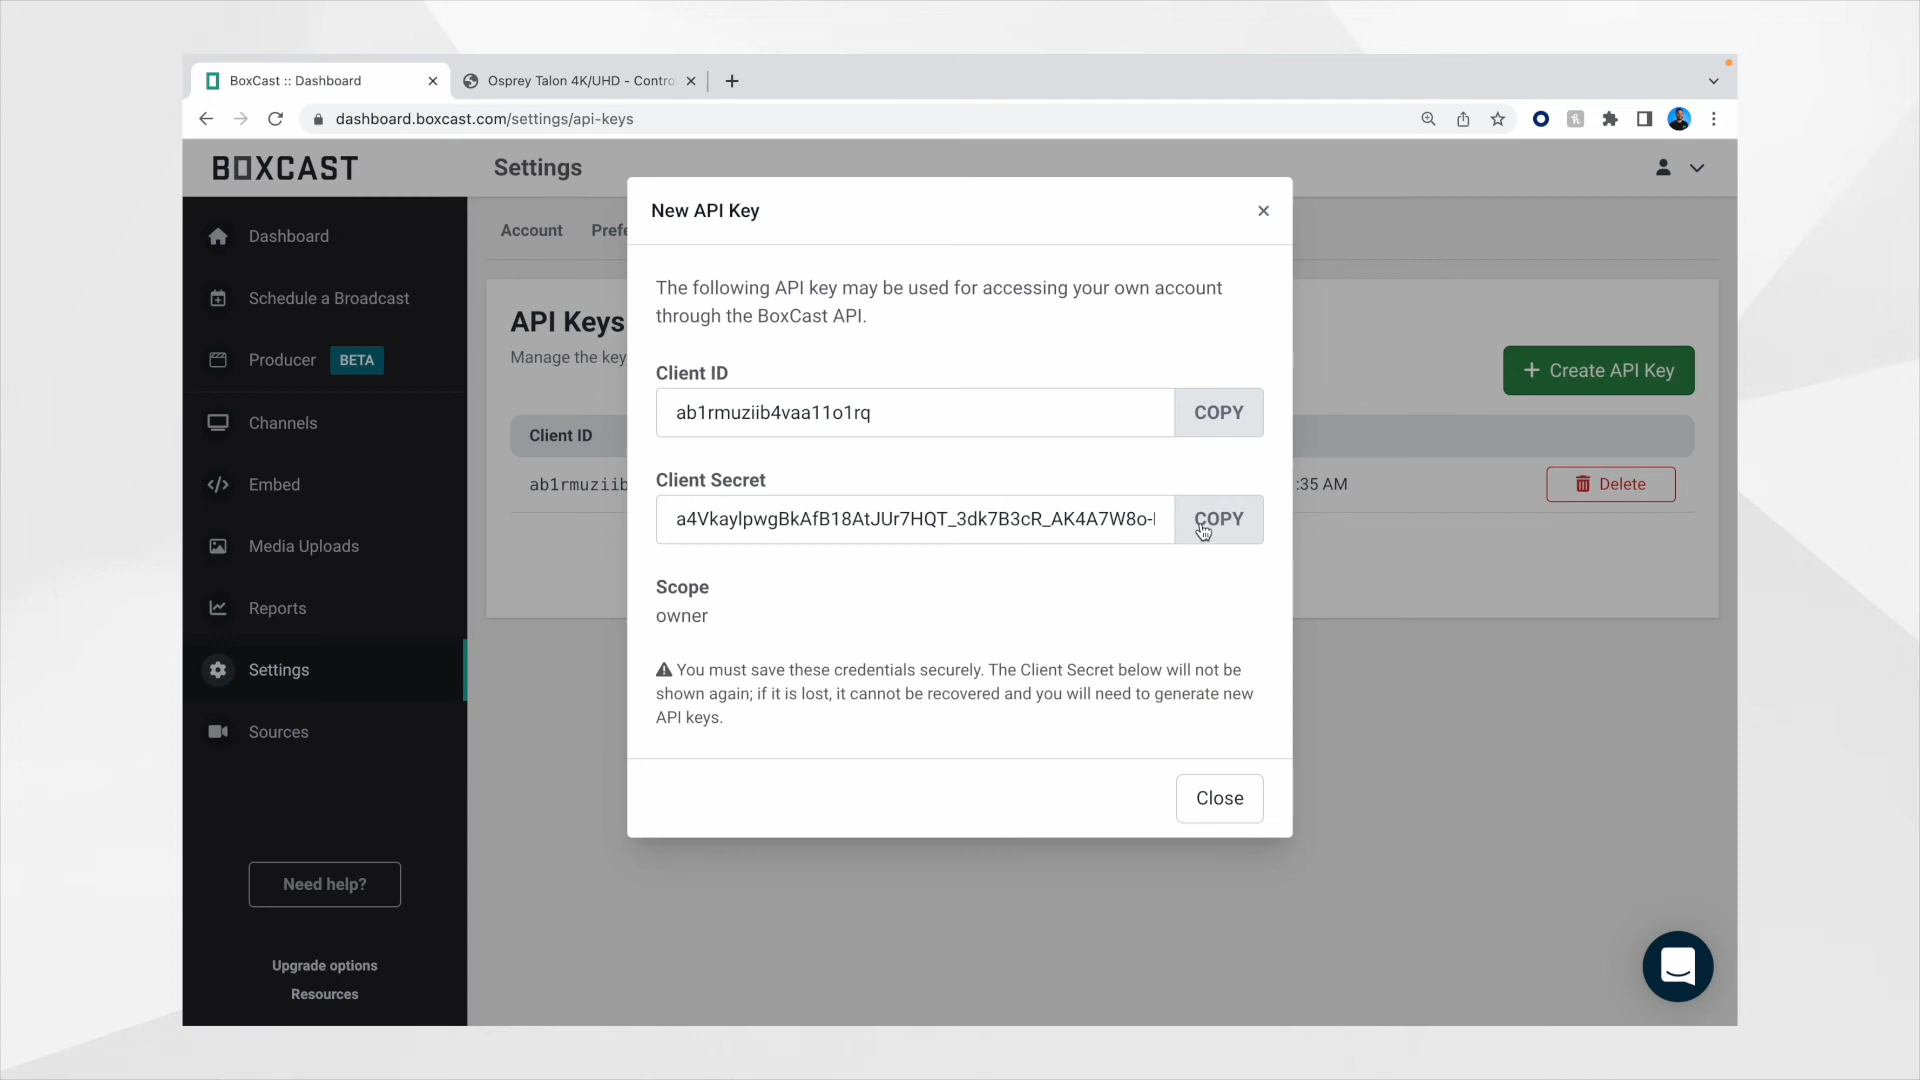 BoxCast :: Dashboard
Osprey Talon 4K/UHD - Contro
dashboard.boxcast.com/settings/api-keys
BOXCAST
Settings
Dashboard
Schedule a Broadcast
Producer BETA
Channels
Embed
Media Uploads
Reports
Settings
Sources
Need help?
Upgrade options
Resources
Account
Prefe
API Keys
Manage the key
Create API Key
Client ID
ab1rmuziib
:35 AM
Delete
New API Key
The following API key may be used for accessing your own account
through the BoxCast API.
Client ID
ab1rmuziib4vaa11o1rq
COPY
Client Secret
a4VkaylpwgBkAfB18AtJUr7HQT_3dk7B3cR_AK4A7W8o-
COPY
Scope
owner
You must save these credentials securely. The Client Secret below will not be
shown again; if it is lost, it cannot be recovered and you will need to generate new
API keys.
Close